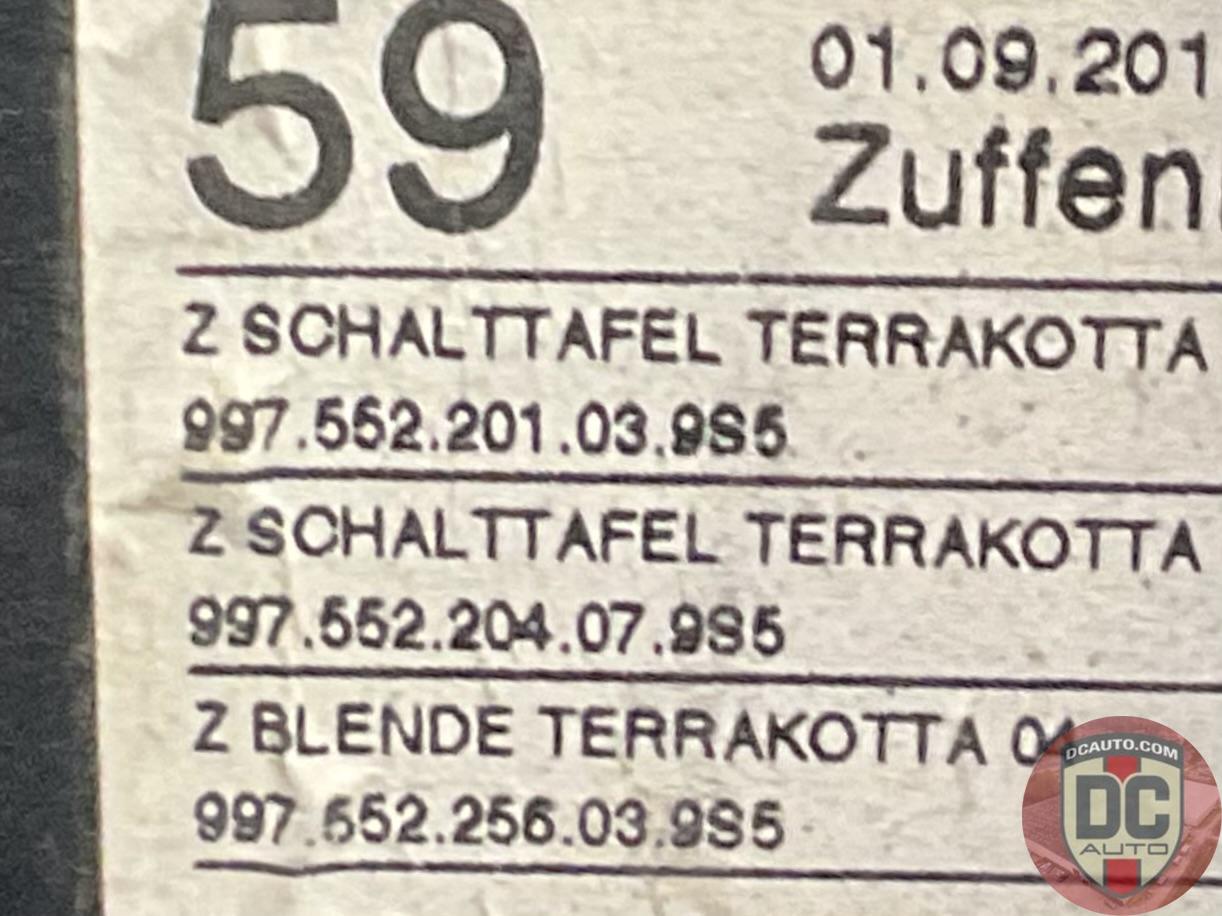 59
01.09.201
Zuffen
Z SCHALTTAFEL TERRAKOTTA
997.552.201.03.9S5
Z SCHALTTAFEL TERRAKOTTA
997.552.204.07.9S5
Z BLENDE TERRAKOTTA
997.552.256.03.9S5
DCAUTO.COM
DC
AUTO